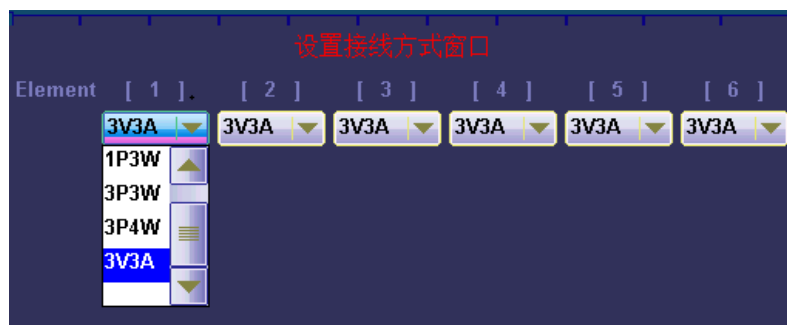 设置接线方式窗口
Element [ 1 ]. [ 2 ] [ 3 ] [ 4 ] [ 5 ] [ 6 ]
3V3A 3V3A 3V3A 3V3A 3V3A 3V3A
1P3W
3P3W
3P4W
3V3A